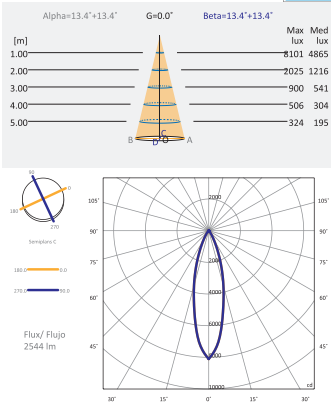 Alpha=13.4˚+13.4˚ G=0.0˚ Beta=13.4˚+13.4˚
Max Med
[m] lux lux
1.00 8101 4865
2.00 2025 1216
3.00 900 541
4.00 506 304
5.00 324 195
C
B D O A
90
0
180
270
Semiplano C
180.0 0.0
270.0 90.0
Flux/ Flujo
2544 lm
2000
105˚ 105˚
90˚ 90˚
75˚ 2000 75˚
4000
60˚ 60˚
6000
45˚ 8000 45˚
10000 cd
30˚ 15˚ 0˚ 15˚ 30˚